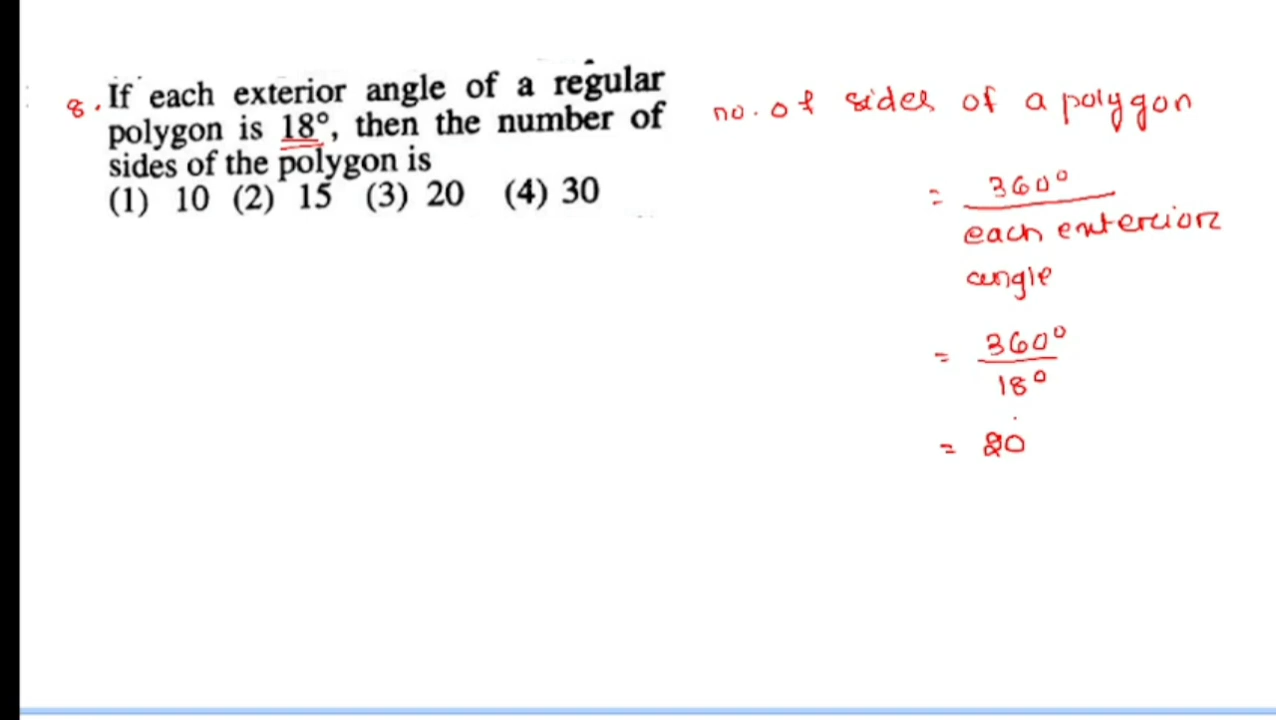 8. If each exterior angle of a regular
polygon is 18°, then the number of
sides of the polygon is
(1) 10 (2) 15 (3) 20 (4) 30
no. of sides of a polygon
= 360°
each exterior
angle
= 360°
18°
= 20